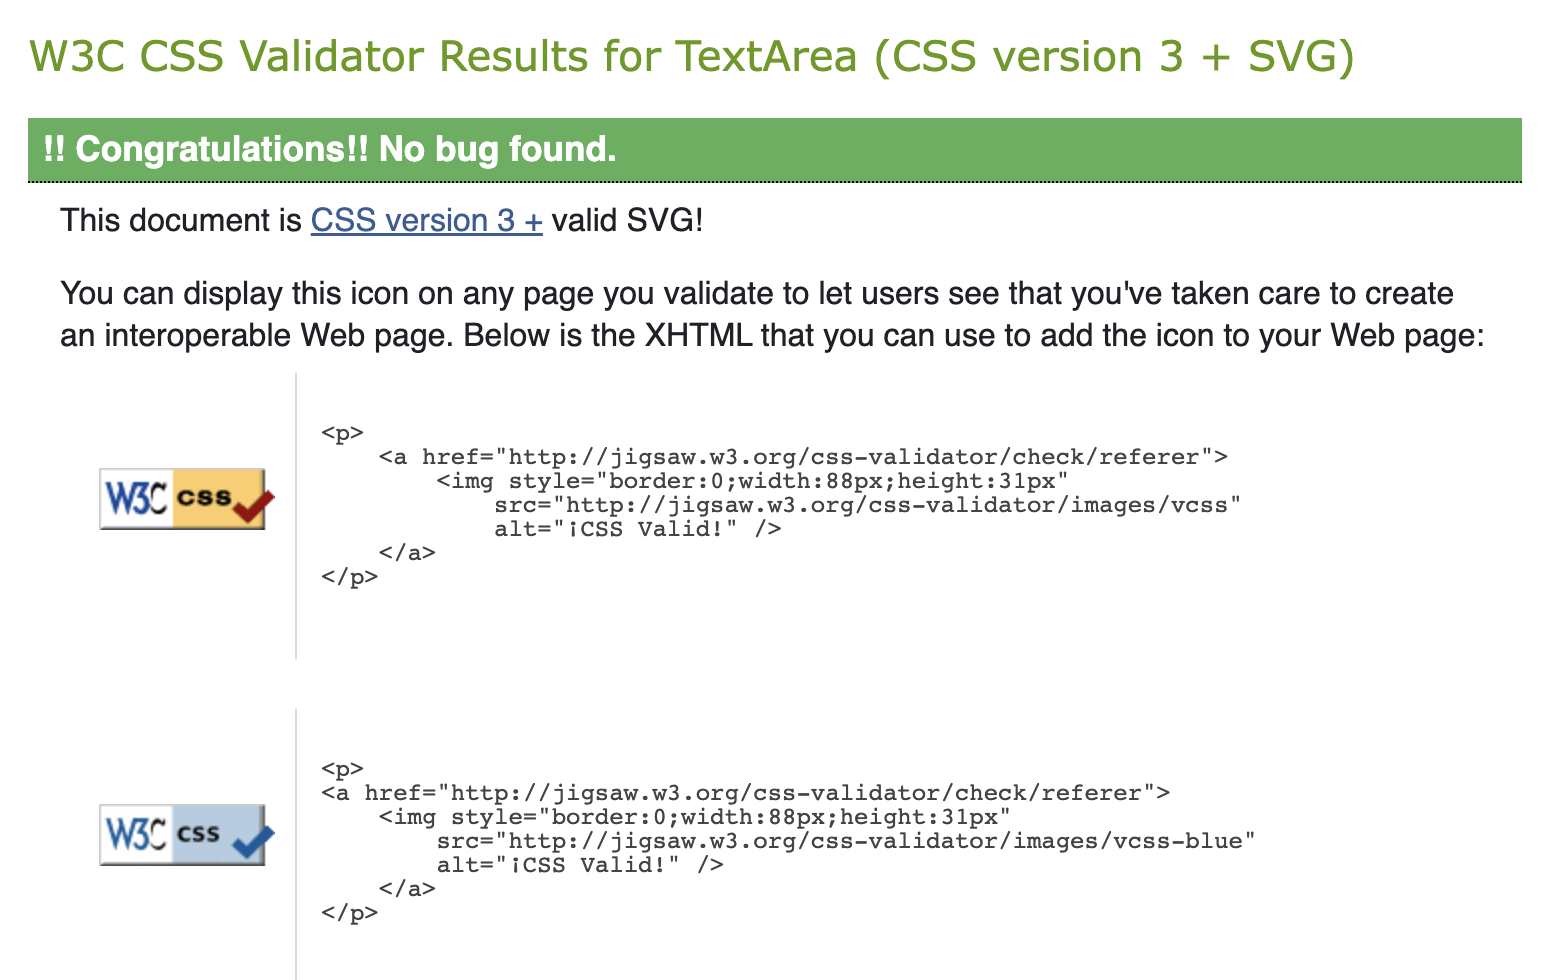 W3C CSS Validator Results for TextArea (CSS version 3 + SVG)
!! Congratulations!! No bug found.
This document is CSS version 3 + valid SVG!
You can display this icon on any page you validate to let users see that you've taken care to create
an interoperable Web page. Below is the XHTML that you can use to add the icon to your Web page:
W3C css
<p>
<a href="http://jigsaw.w3.org/css-validator/check/referer">
<img style="border:0;width:88px;height:31px"
src="http://jigsaw.w3.org/css-validator/images/vcss"
alt="¡CSS Valid!" />
</a>
</p>
W3C css
<p>
<a href="http://jigsaw.w3.org/css-validator/check/referer">
<img style="border:0;width:88px;height:31px"
src="http://jigsaw.w3.org/css-validator/images/vcss-blue"
alt="¡CSS Valid!" />
</a>
</p>